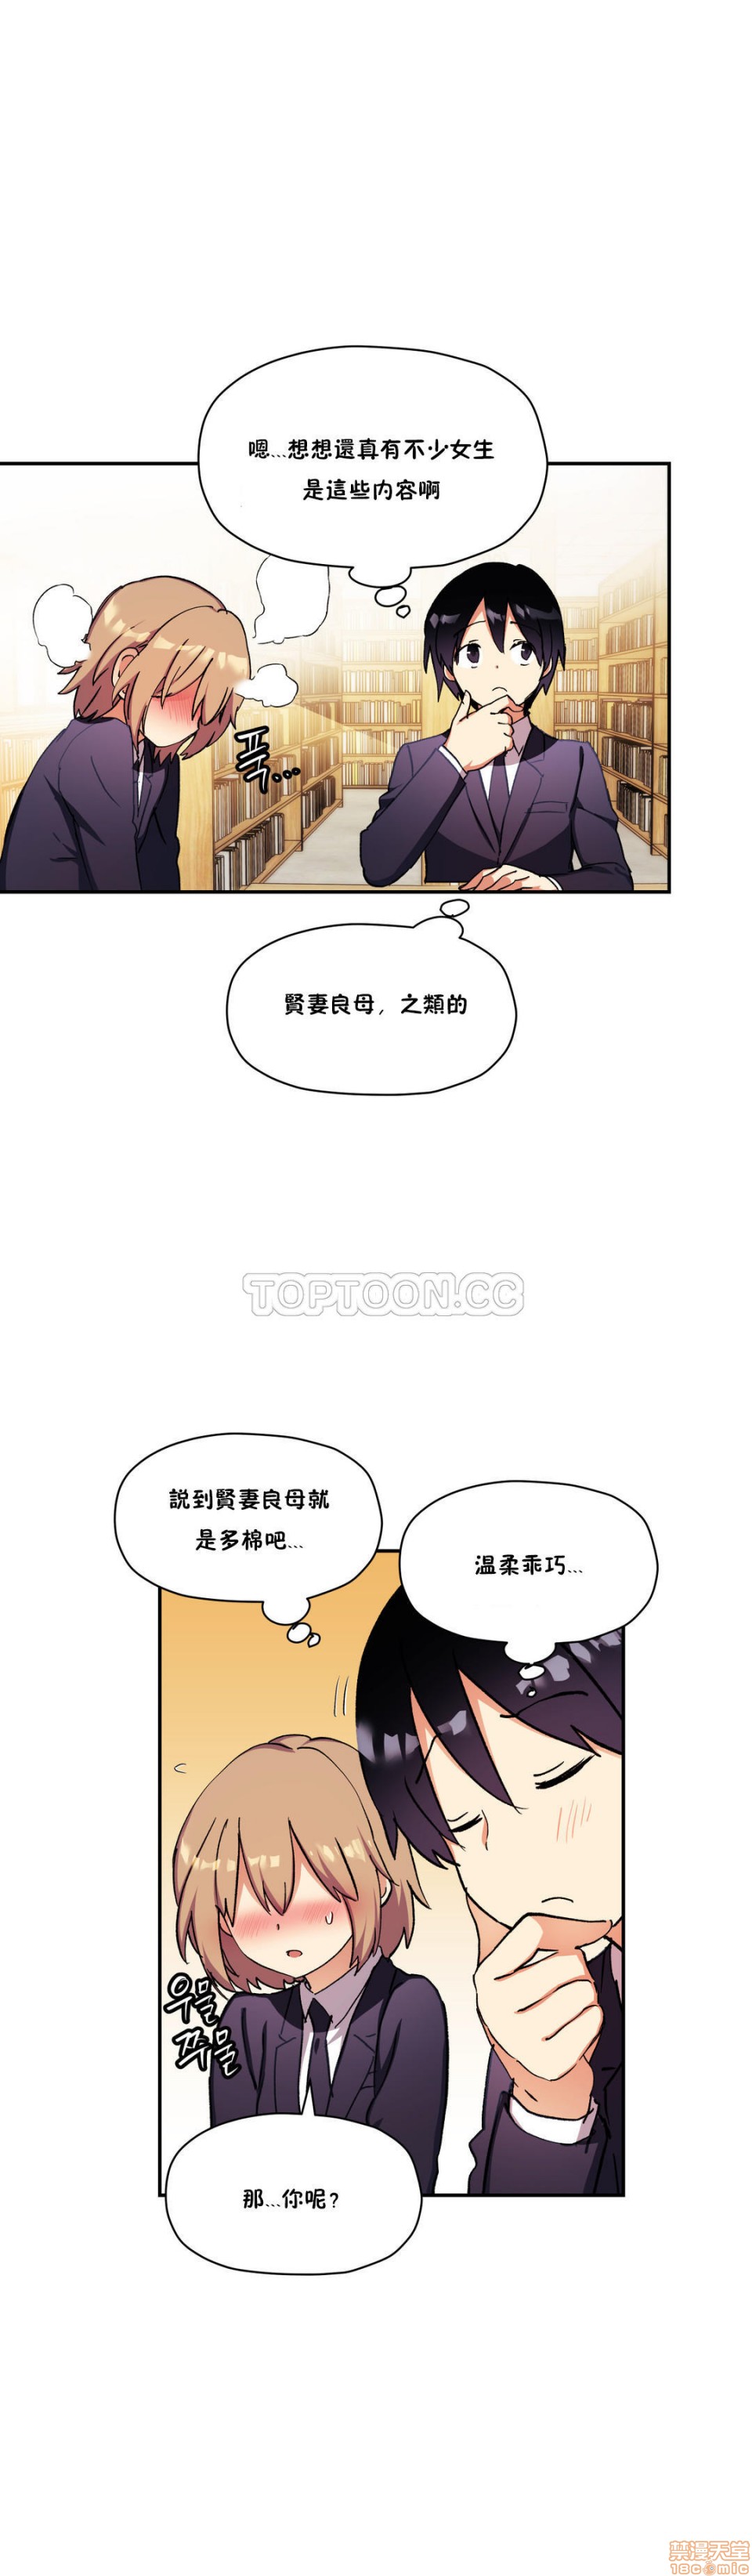 嗯...想想還真有不少女生
是這些内容啊
푹...
賢妻良母，之類的
TOPTOON.CC
説到賢妻良母就
是多棉吧...
温柔乖巧...
우물
쭈물
那...你呢？
禁漫天堂
18comic